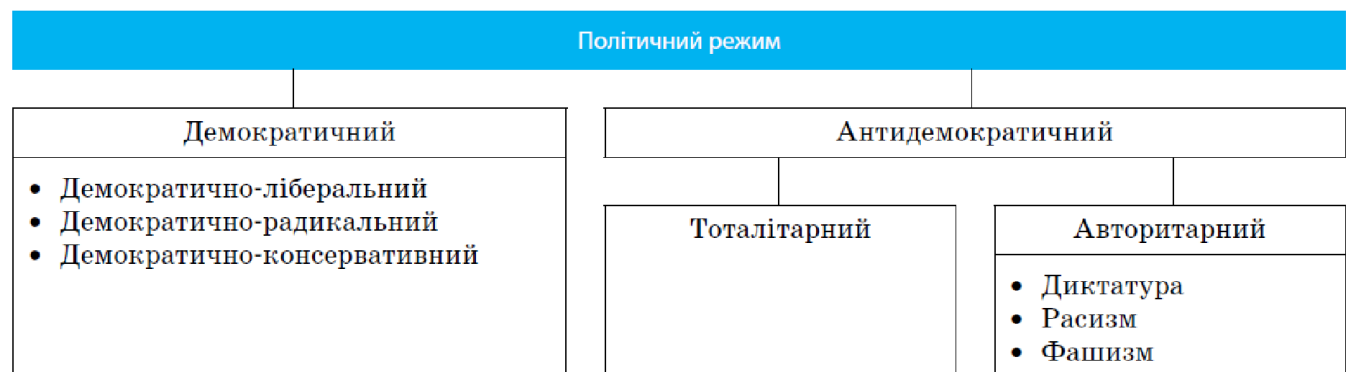 Політичний режим
Демократичний
• Демократично-ліберальний
• Демократично-радикальний
• Демократично-консервативний
Антидемократичний
Тоталітарний
Авторитарний
• Диктатура
• Расизм
• Фашизм